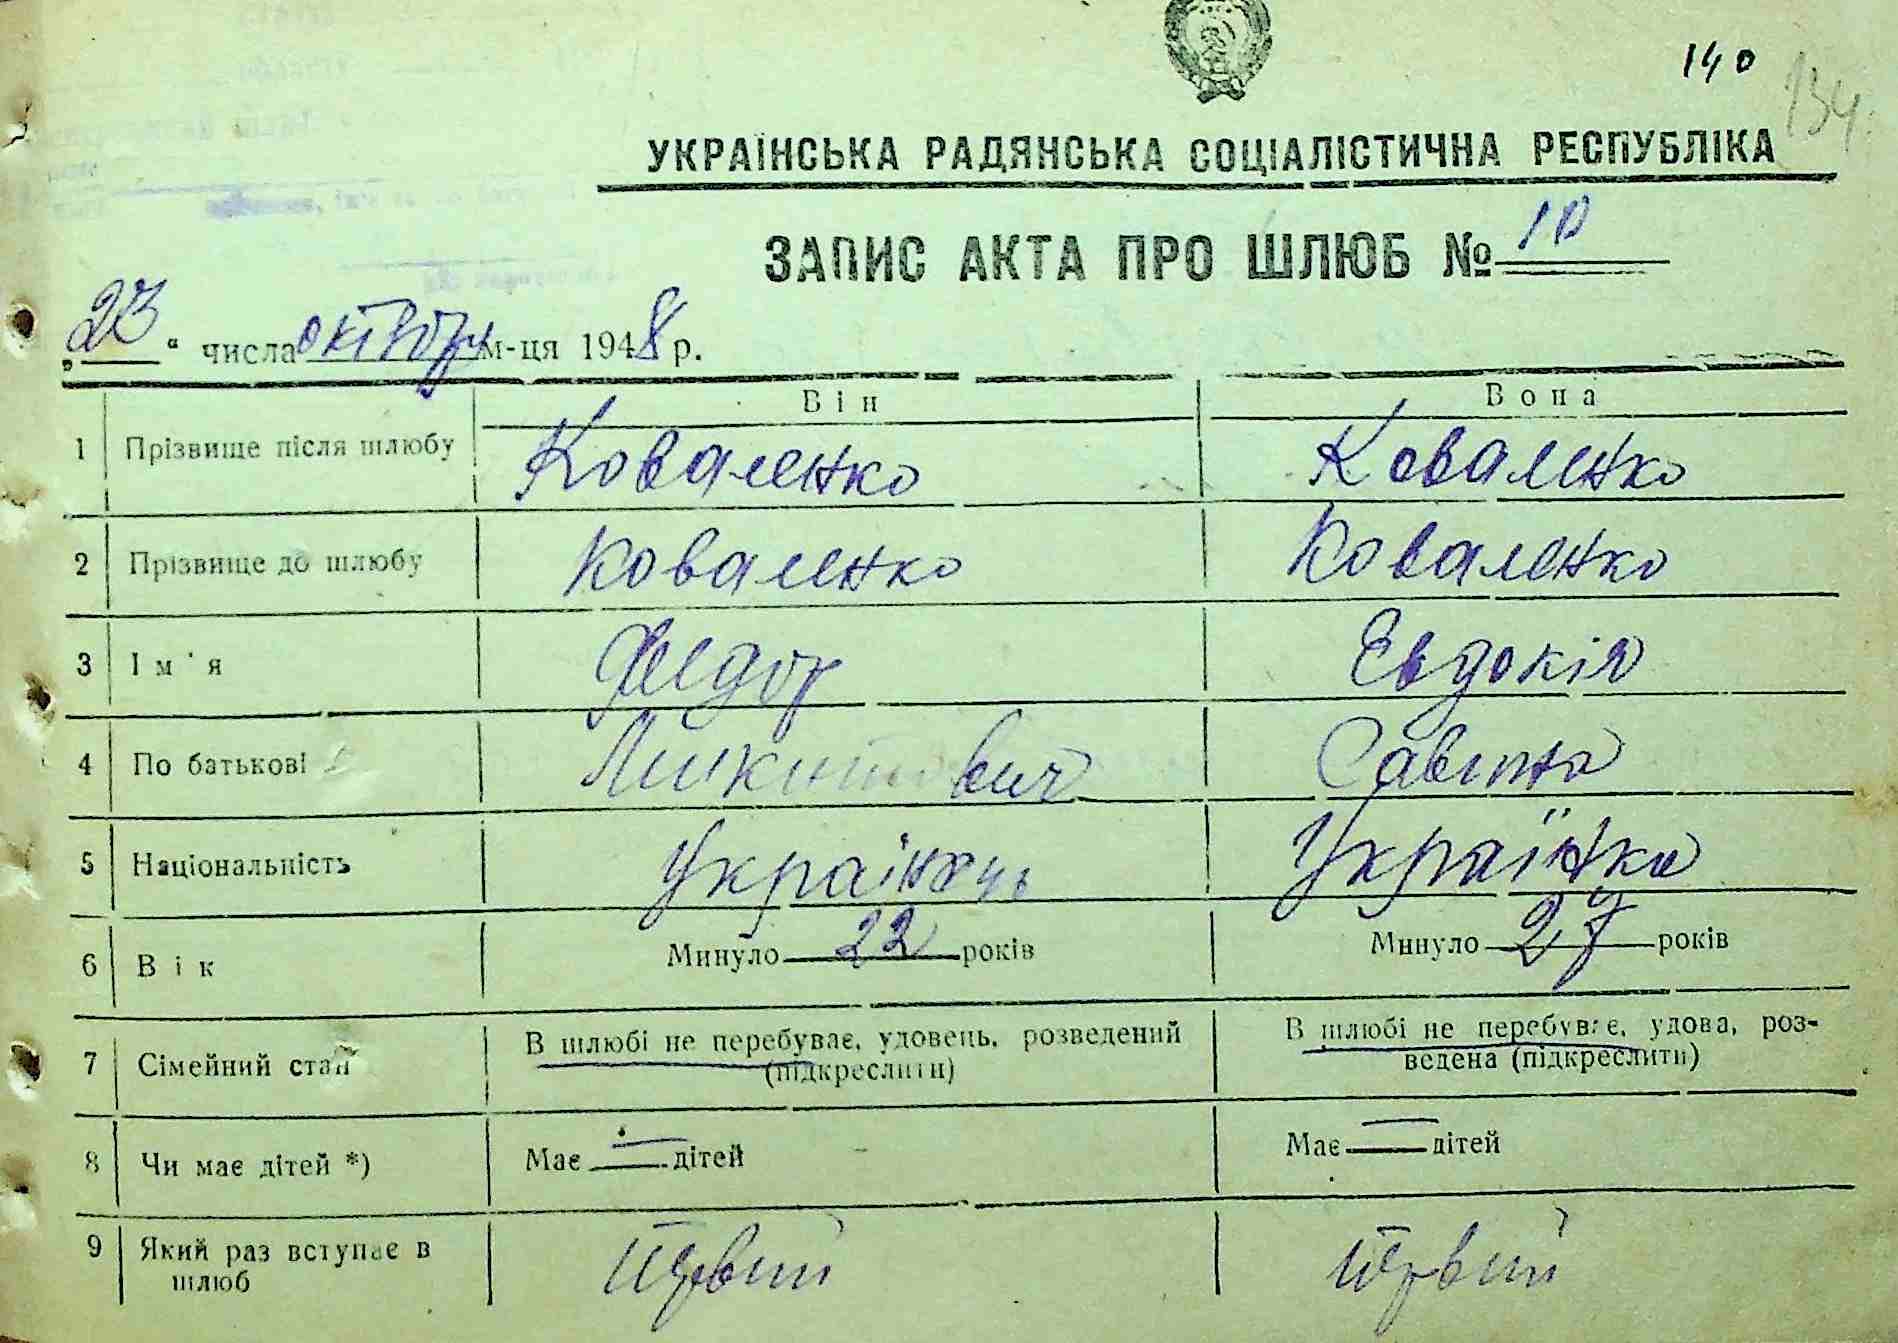 140
134
УКРАЇНСЬКА РАДЯНСЬКА СОЦІАЛІСТИЧНА РЕСПУБЛІКА
ЗАПИС АКТА ПРО ШЛЮБ № 10
„23“ числа октябр м-ця 1948 р.
Він Вона
1 Прізвище після шлюбу Коваленко Коваленко
2 Прізвище до шлюбу Коваленко Коваленко
3 Ім'я Федор Евдокія
4 По батькові Микитович Савична
5 Національність Українець Українка
6 Вік Минуло 22 років Минуло 27 років
7 Сімейний стан В шлюбі не перебуває, удовець, розведений В шлюбі не перебуває, удова, роз-
(підкреслити) ведена (підкреслити)
8 Чи має дітей *) Має — дітей Має — дітей
9 Який раз вступає в Первий Первий
шлюб